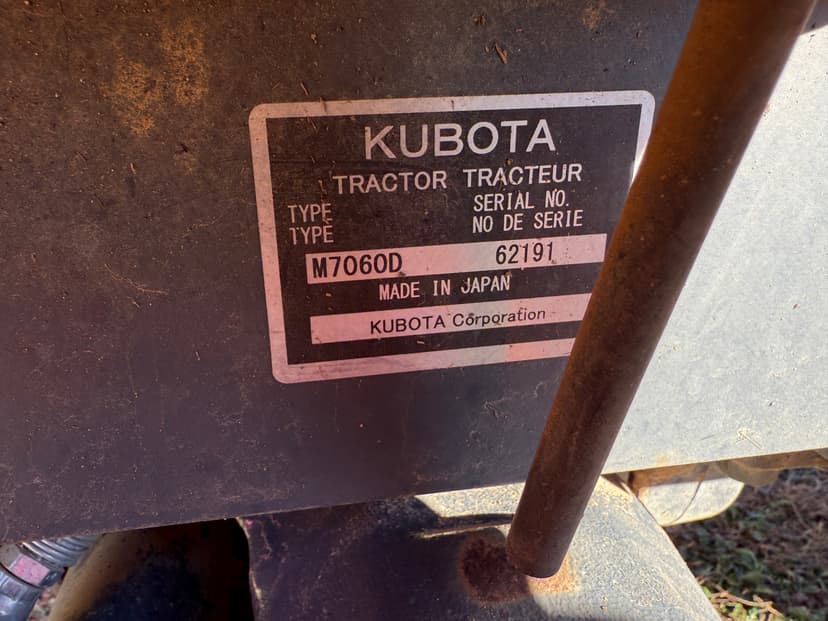 KUBOTA
TRACTOR TRACTEUR
TYPE SERIAL NO.
TYPE NO DE SERIE
M7060D 62191
MADE IN JAPAN
KUBOTA Corporation